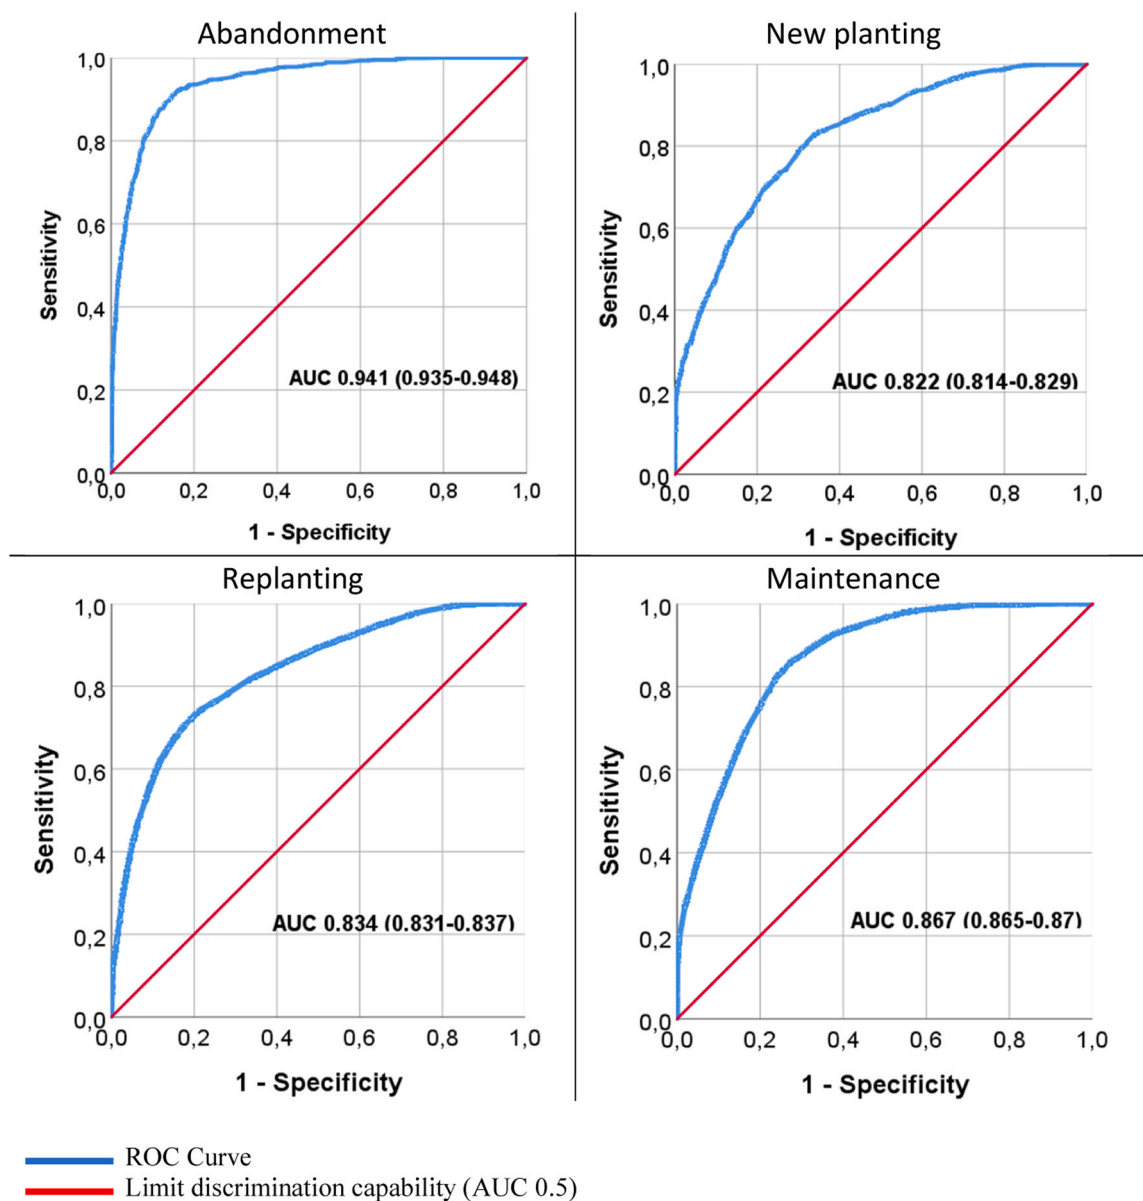 Abandonment
1,0
0,8
0,6
0,4
0,2
0,0
Sensitivity
AUC 0.941 (0.935-0.948)
0,0 0,2 0,4 0,6 0,8 1,0
1 - Specificity
New planting
1,0
0,8
0,6
0,4
0,2
0,0
Sensitivity
AUC 0.822 (0.814-0.829)
0,0 0,2 0,4 0,6 0,8 1,0
1 - Specificity
Replanting
1,0
0,8
0,6
0,4
0,2
0,0
Sensitivity
AUC 0.834 (0.831-0.837)
0,0 0,2 0,4 0,6 0,8 1,0
1 - Specificity
Maintenance
1,0
0,8
0,6
0,4
0,2
0,0
Sensitivity
AUC 0.867 (0.865-0.87)
0,0 0,2 0,4 0,6 0,8 1,0
1 - Specificity
ROC Curve
Limit discrimination capability (AUC 0.5)